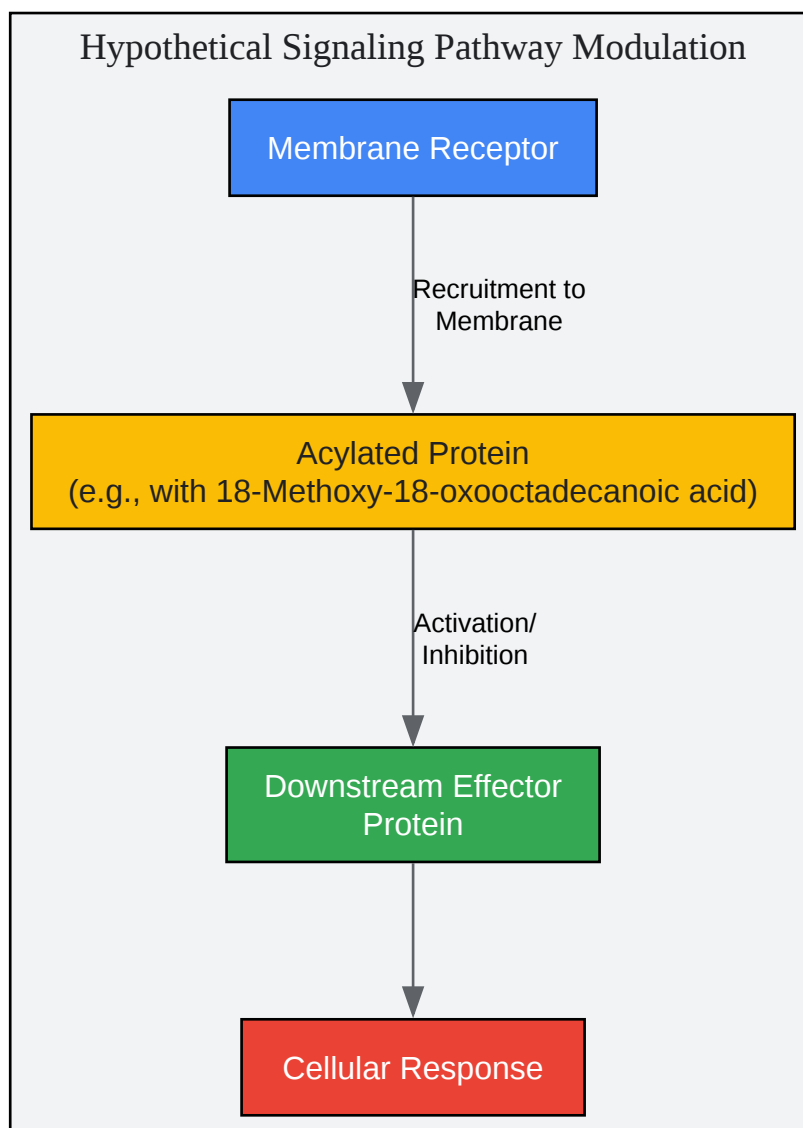 Hypothetical Signaling Pathway Modulation
Membrane Receptor
Recruitment to
Membrane
Acylated Protein
(e.g., with 18-Methoxy-18-oxooctadecanoic acid)
Activation/
Inhibition
Downstream Effector
Protein
Cellular Response